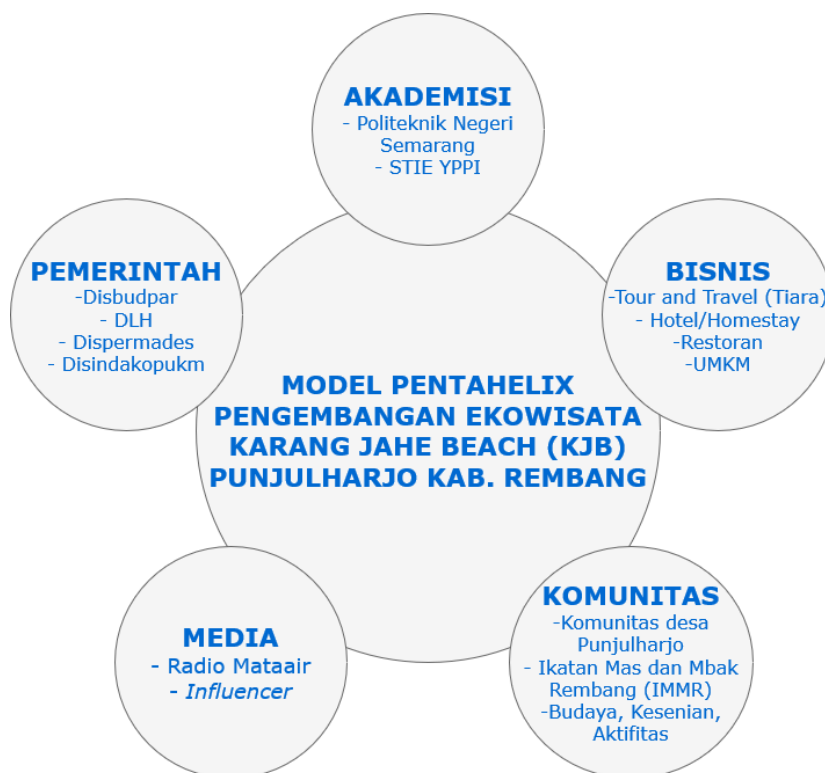 AKADEMISI
- Politeknik Negeri
Semarang
- STIE YPPI
PEMERINTAH
-Disbudpar
- DLH
- Dispermades
- Disindakopukm
BISNIS
-Tour and Travel (Tiara)
- Hotel/Homestay
-Restoran
-UMKM
MODEL PENTAHELIX
PENGEMBANGAN EKOWISATA
KARANG JAHE BEACH (KJB)
PUNJULHARJO KAB. REMBANG
MEDIA
- Radio Mataair
- Influencer
KOMUNITAS
-Komunitas desa
Punjulharjo
- Ikatan Mas dan Mbak
Rembang (IMMR)
-Budaya, Kesenian,
Aktifitas